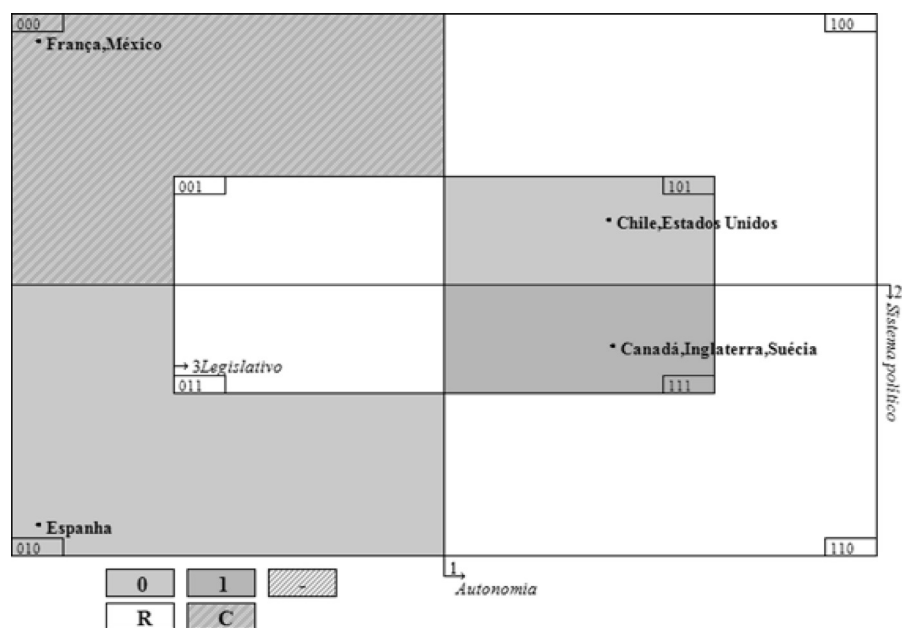 000
100
França,México
001
101
Chile,Estados Unidos
2
Sistema político
Canadá,Inglaterra,Suécia
3Legislativo
011
111
Espanha
010
110
1
Autonomia
0
1
-
R
C